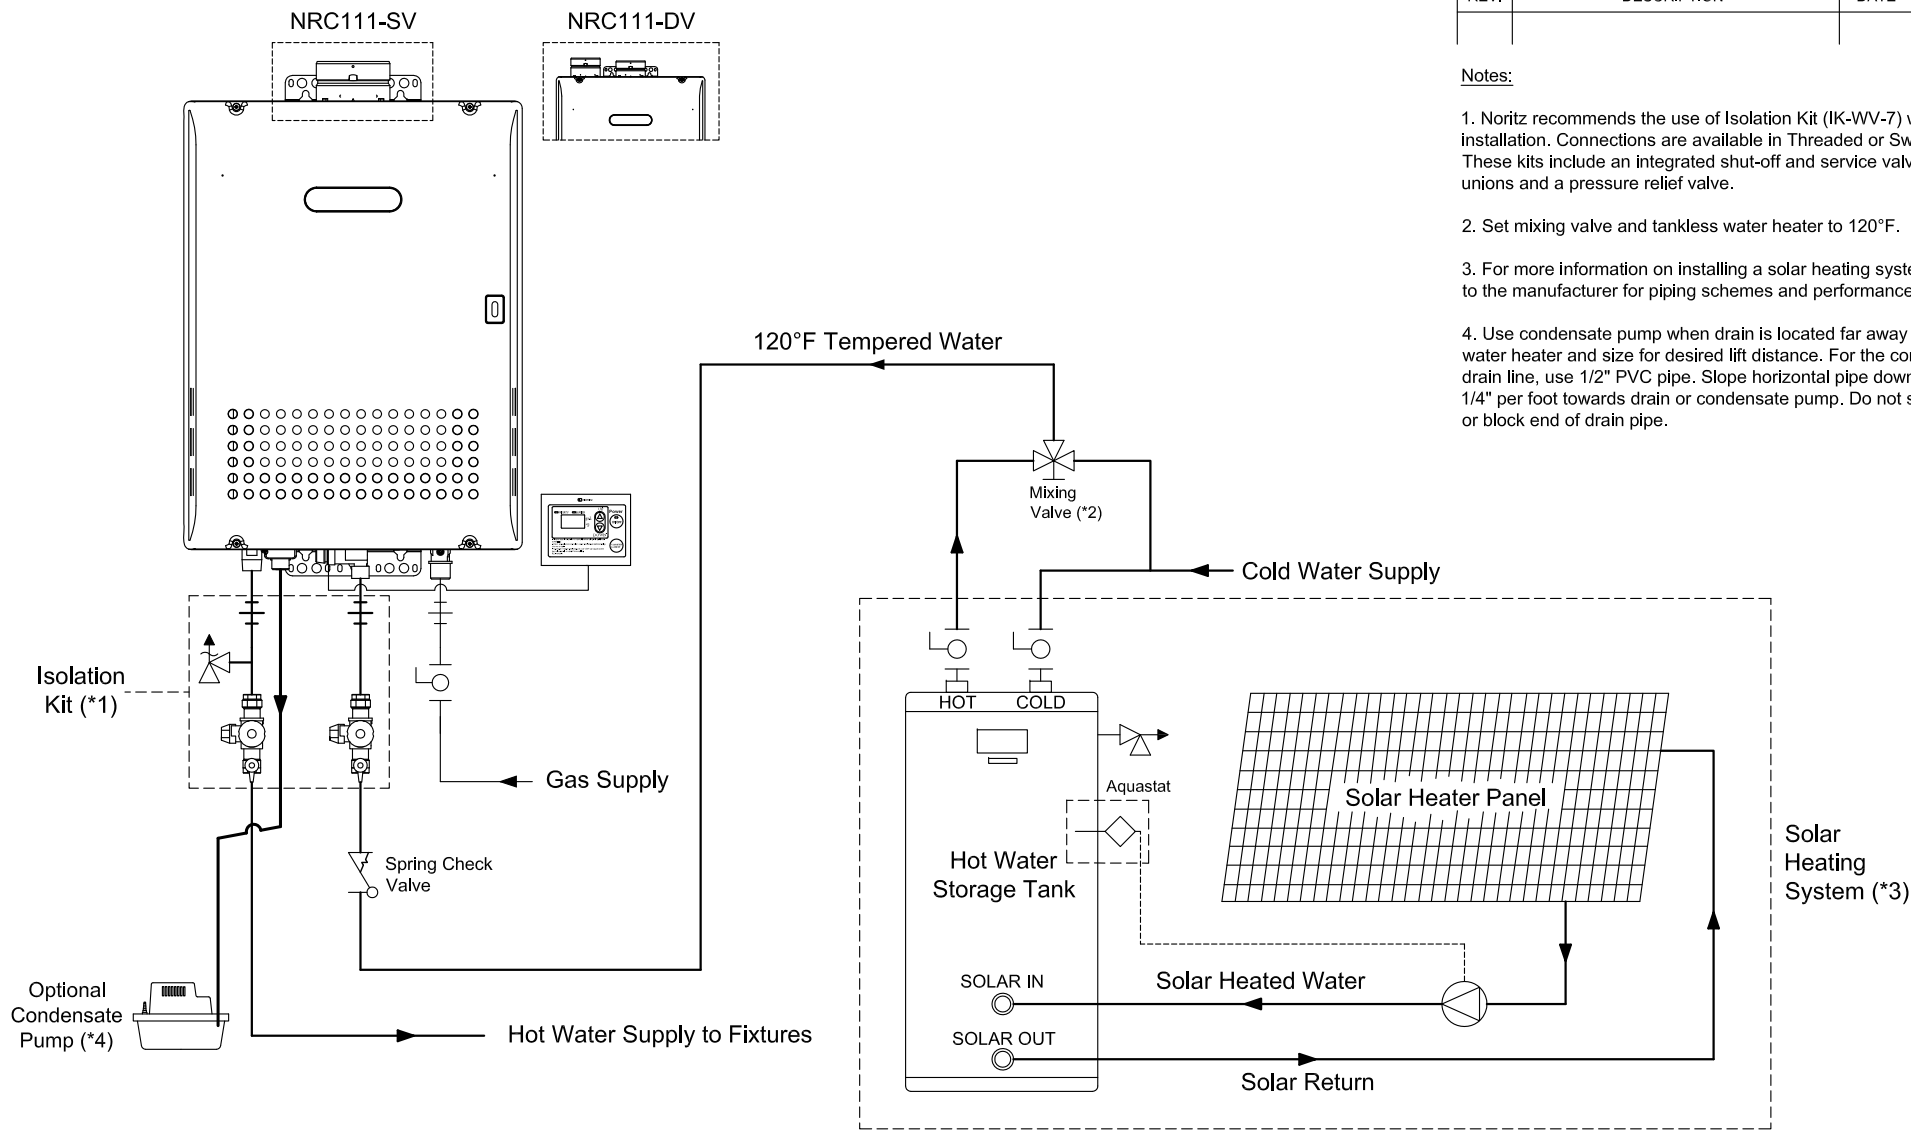 NRC111-SV
NRC111-DV
Notes:
1. Noritz recommends the use of Isolation Kit (IK-WV-7)
installation. Connections are available in Threaded or
These kits include an integrated shut-off and service
unions and a pressure relief valve.
2. Set mixing valve and tankless water heater to 120°F.
3. For more information on installing a solar heating
to the manufacturer for piping schemes and performance
4. Use condensate pump when drain is located far away
water heater and size for desired lift distance. For the
drain line, use 1/2" PVC pipe. Slope horizontal pipe
1/4" per foot towards drain or condensate pump. Do not
or block end of drain pipe.
120°F Tempered Water
Mixing
Valve (*2)
Power
Cold Water Supply
Isolation
Kit (*1)
HOT
COLD
Gas Supply
Aquastat
Solar Heater Panel
Spring Check
Valve
Hot Water
Storage Tank
Solar
Heating
System (*3)
Optional
Condensate
Pump (*4)
SOLAR IN
Solar Heated Water
Hot Water Supply to Fixtures
SOLAR OUT
Solar Return